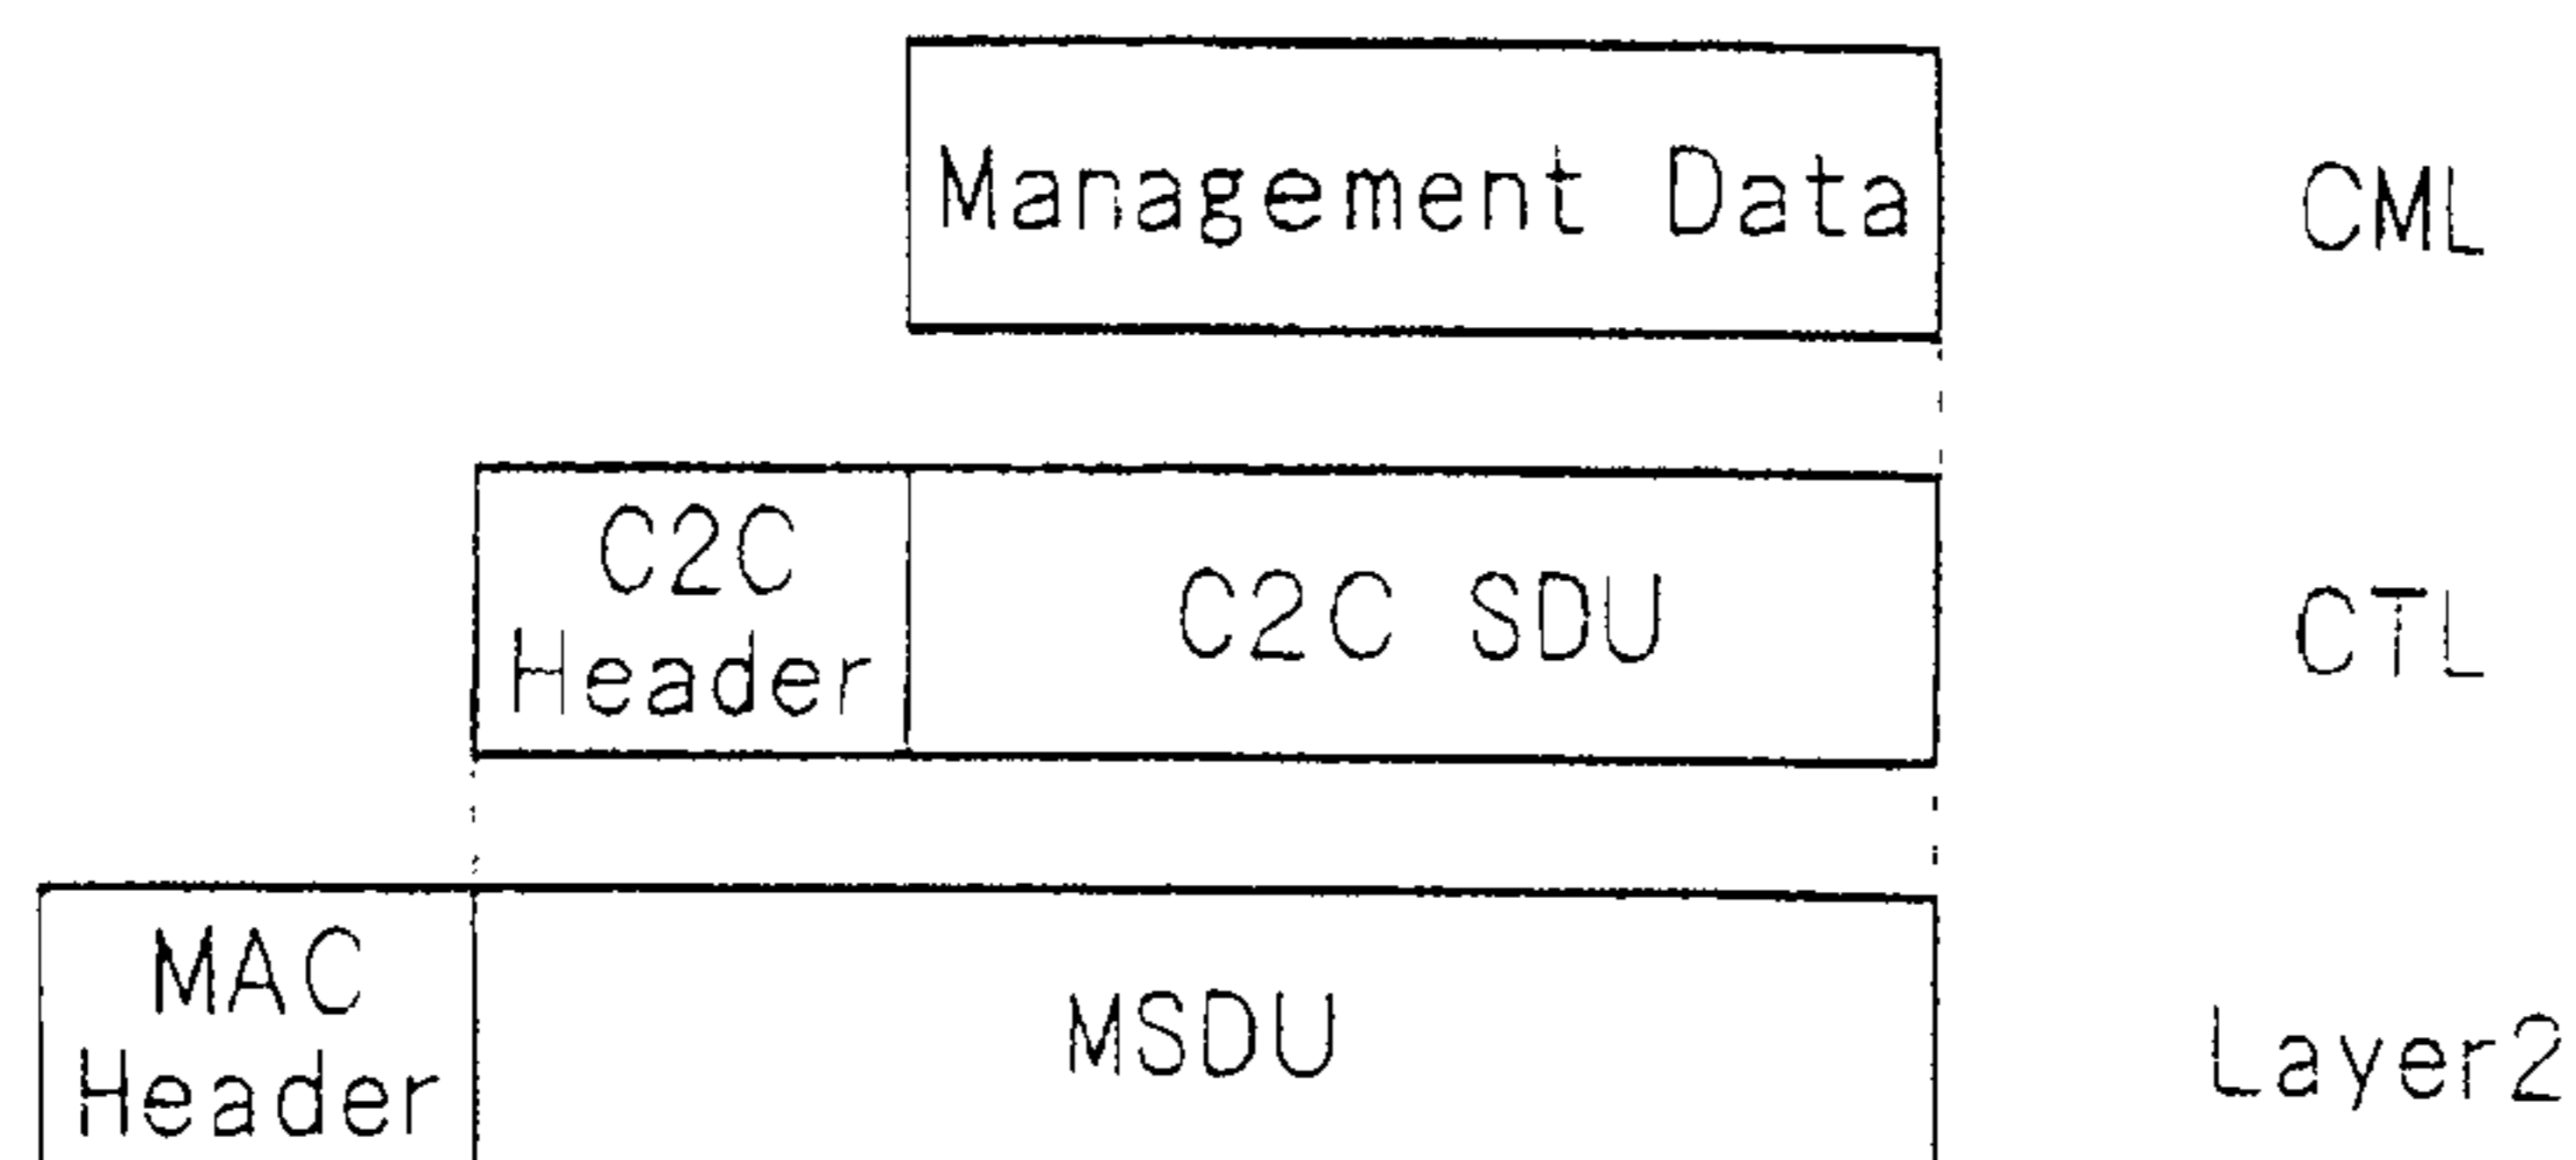 Management Data
CML
C2C
Header
C2C SDU
CTL
MAC
Header
MSDU
Layer2